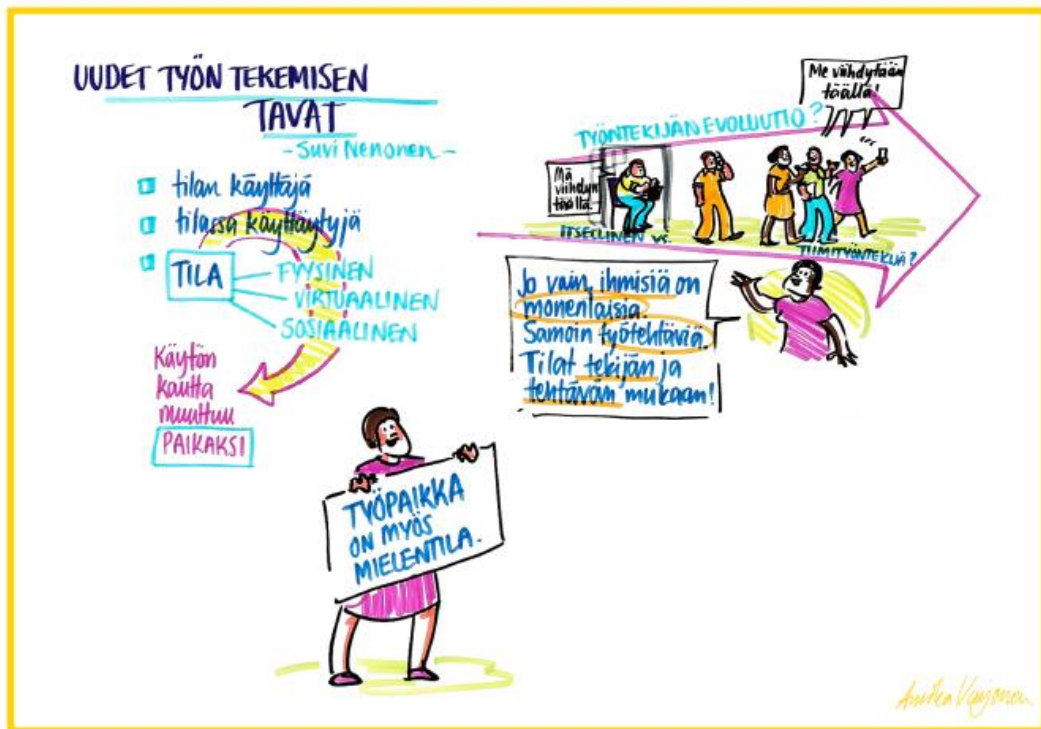 UUDET TYÖN TEKEMISEN
TAVAT
- Suvi Nenonen -
tilan käyttäjä
tilassa käyttäytyjä
TILA
FYYSINEN
VIRTUAALINEN
SOSIAALINEN
Käytön
kautta
muuttuu
PAIKAKSI
TYÖPAIKKA
ON MYÖS
MIELENTILA.
Me viihdytään
täällä!
TYÖNTEKIJÄN EVOLUUTIO?
Mä
viihdyn
täällä.
ITSELLINEN vs.
TIIMITYÖNTEKIJÄ?
Jo vain, ihmisiä on
monenlaisia.
Samoin työtehtäviä.
Tilat tekijän ja
tehtävän mukaan!